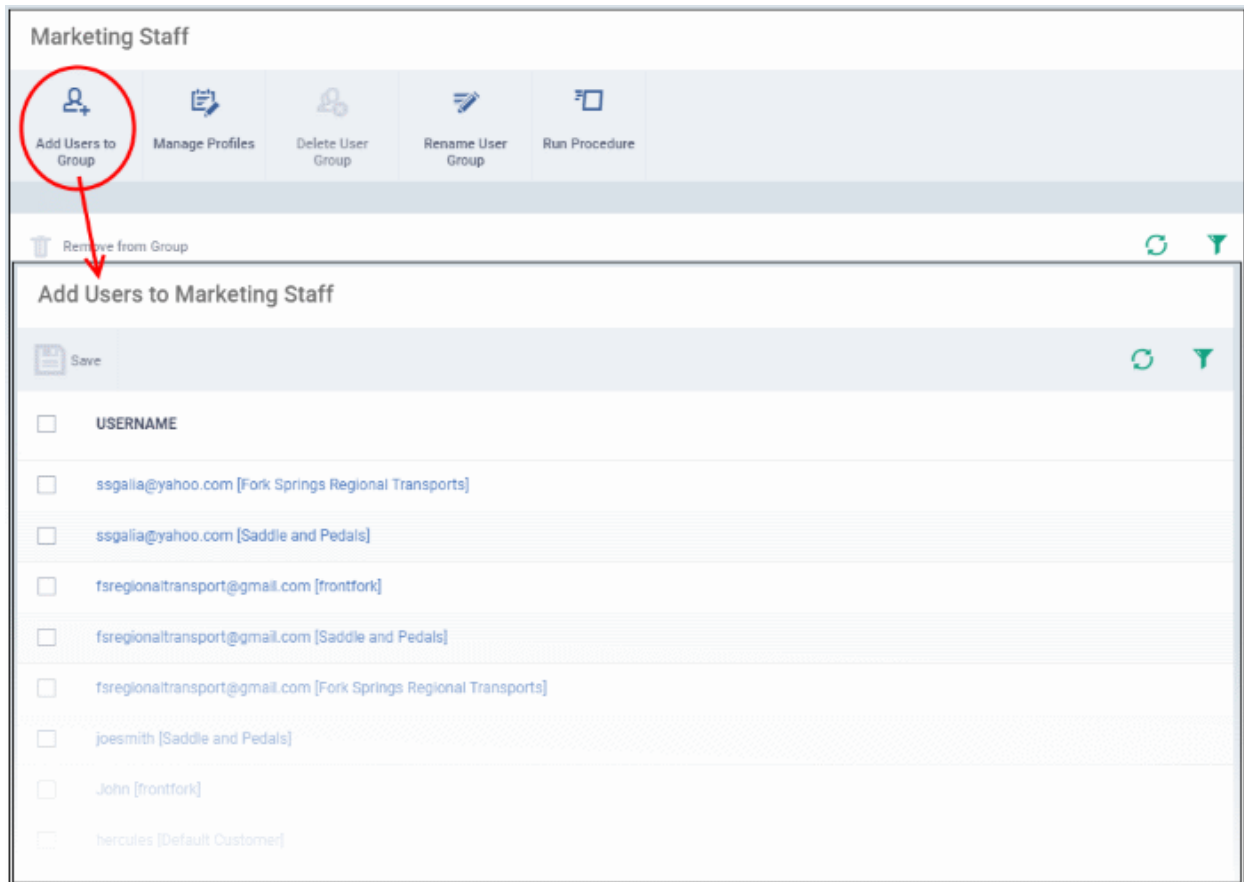 Marketing Staff
Add Users to Group
Manage Profiles
Delete User Group
Rename User Group
Run Procedure
Remove from Group
Add Users to Marketing Staff
Save
USERNAME
ssgalia@yahoo.com [Fork Springs Regional Transports]
ssgalia@yahoo.com [Saddle and Pedals]
fsregionaltransport@gmail.com [frontfork]
fsregionaltransport@gmail.com [Saddle and Pedals]
fsregionaltransport@gmail.com [Fork Springs Regional Transports]
joesmith [Saddle and Pedals]
John [frontfork]
hercules [Default Customer]